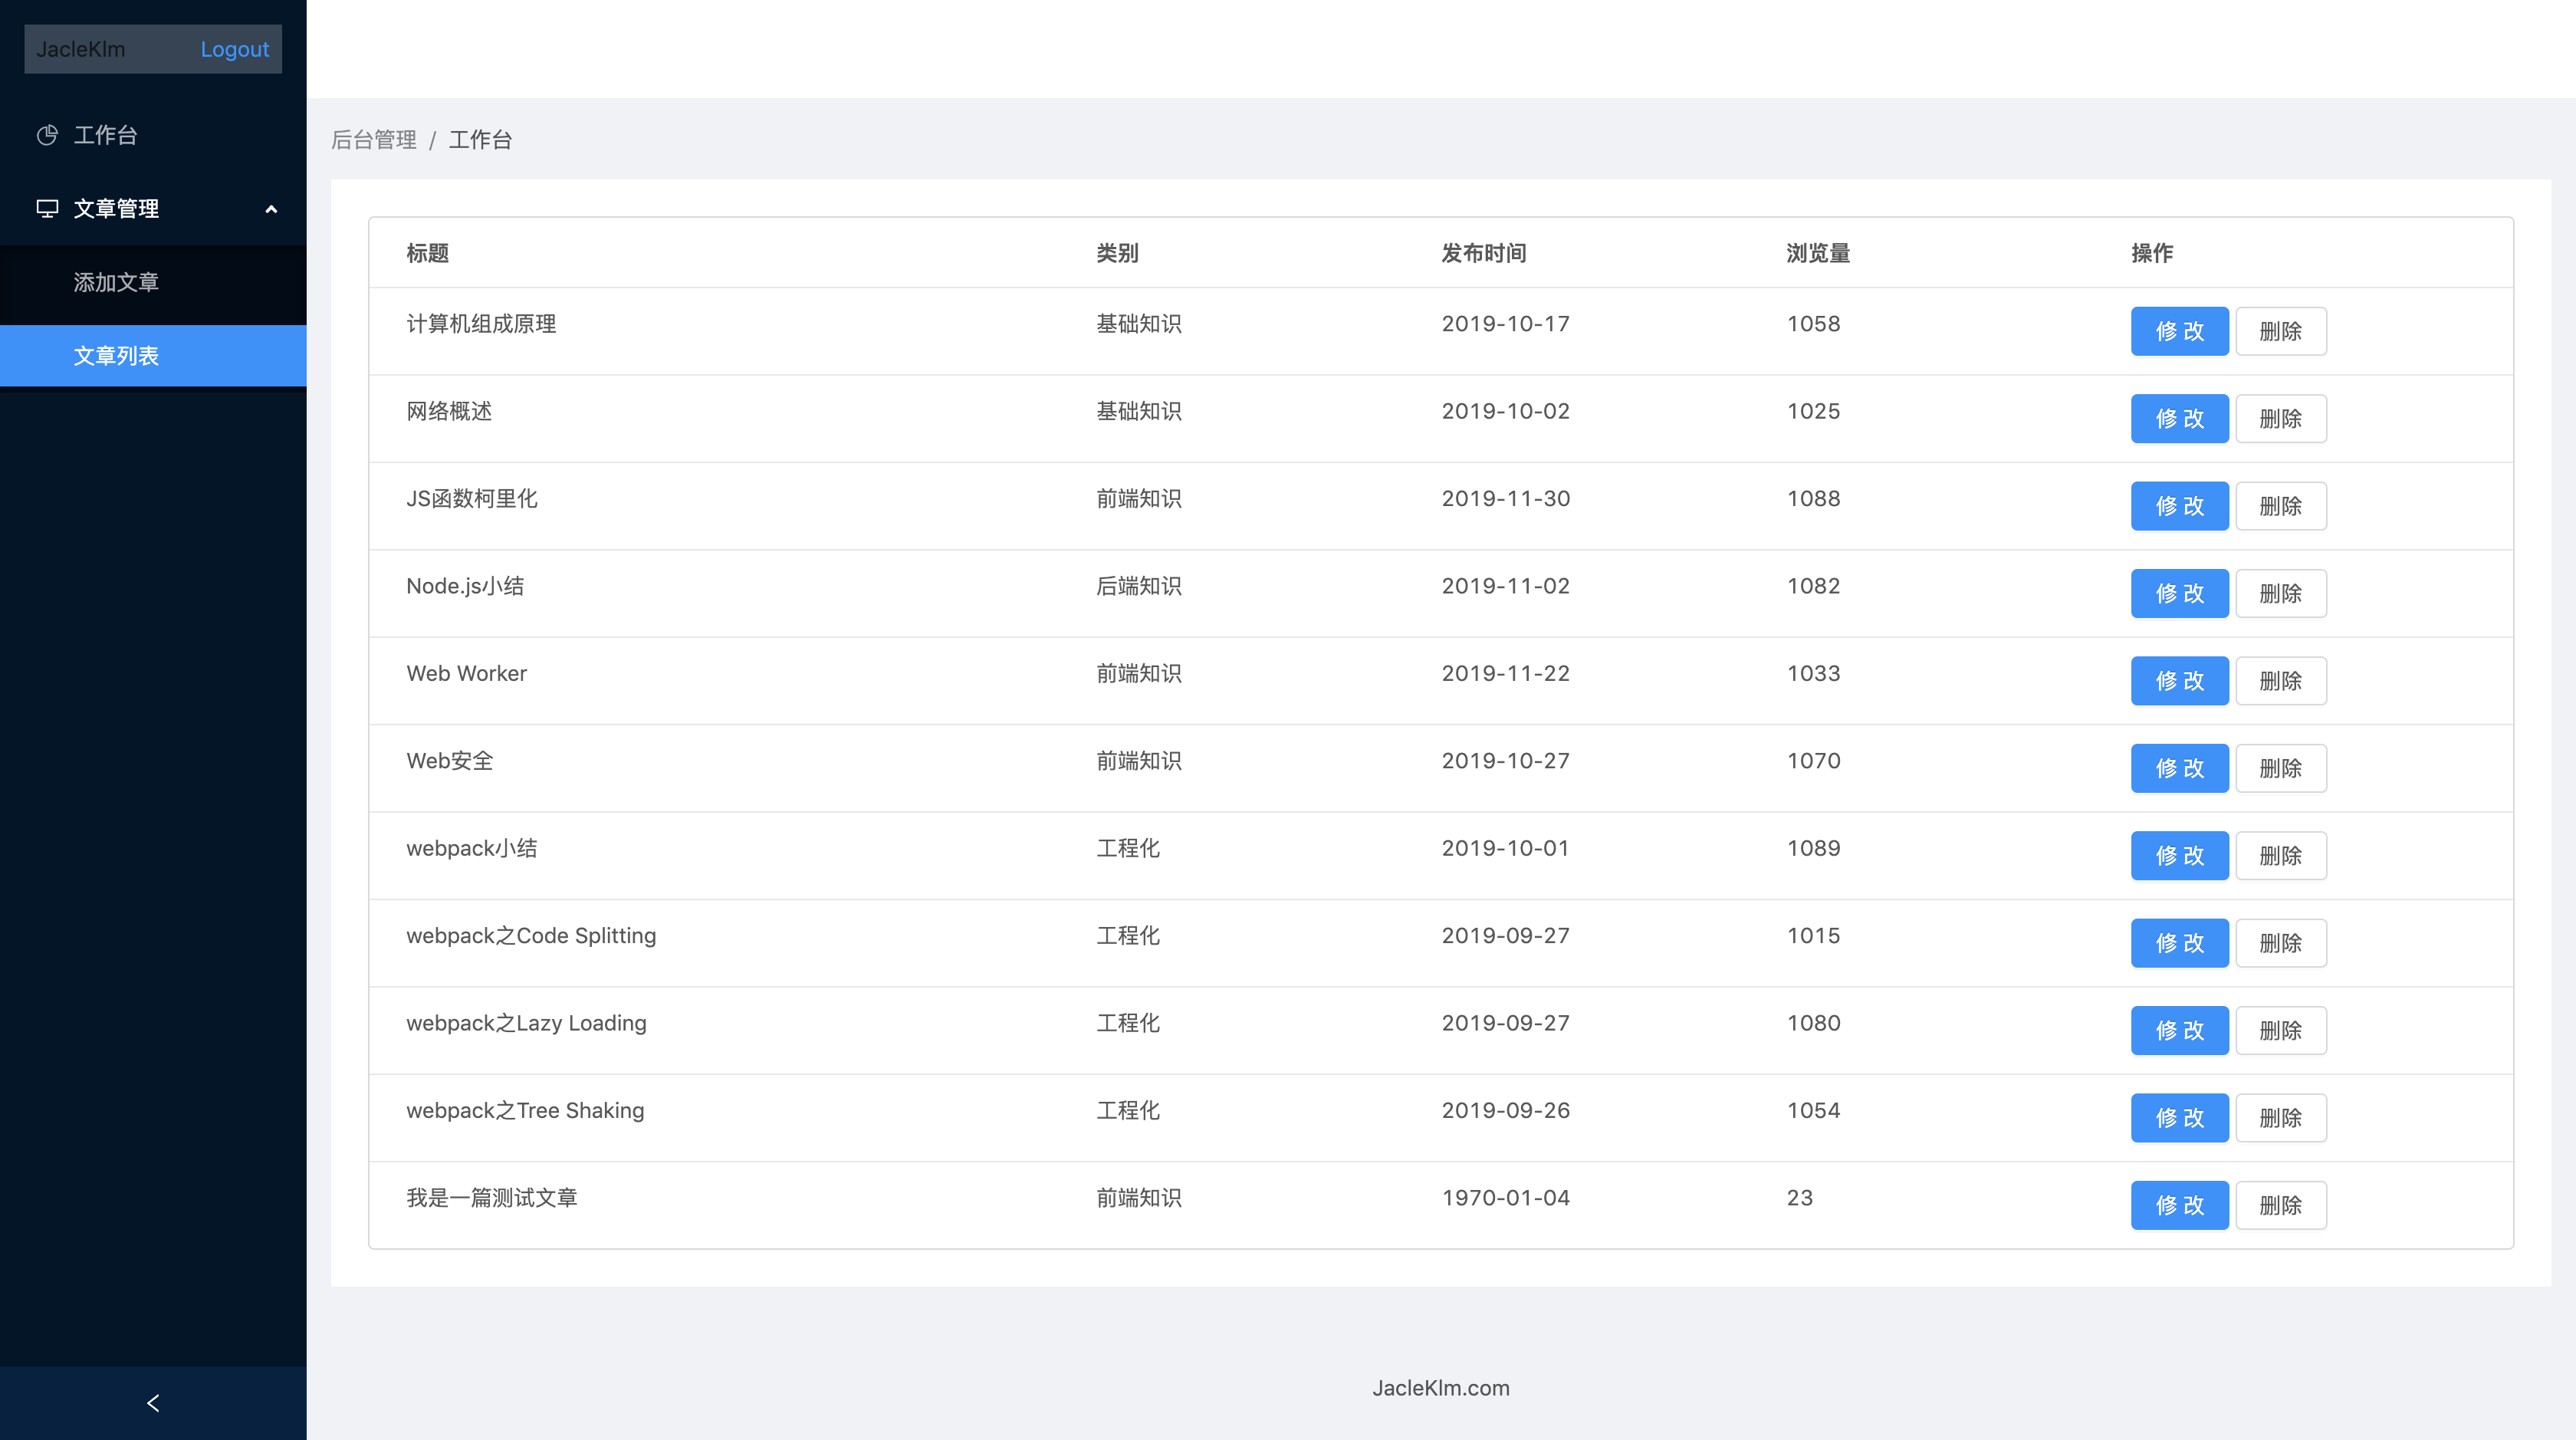 JacleKlm Logout
工作台
文章管理
添加文章
文章列表
后台管理 / 工作台
标题 类别 发布时间 浏览量 操作
计算机组成原理 基础知识 2019-10-17 1058 修 改 删除
网络概述 基础知识 2019-10-02 1025 修 改 删除
JS函数柯里化 前端知识 2019-11-30 1088 修 改 删除
Node.js小结 后端知识 2019-11-02 1082 修 改 删除
Web Worker 前端知识 2019-11-22 1033 修 改 删除
Web安全 前端知识 2019-10-27 1070 修 改 删除
webpack小结 工程化 2019-10-01 1089 修 改 删除
webpack之Code Splitting 工程化 2019-09-27 1015 修 改 删除
webpack之Lazy Loading 工程化 2019-09-27 1080 修 改 删除
webpack之Tree Shaking 工程化 2019-09-26 1054 修 改 删除
我是一篇测试文章 前端知识 1970-01-04 23 修 改 删除
JacleKlm.com